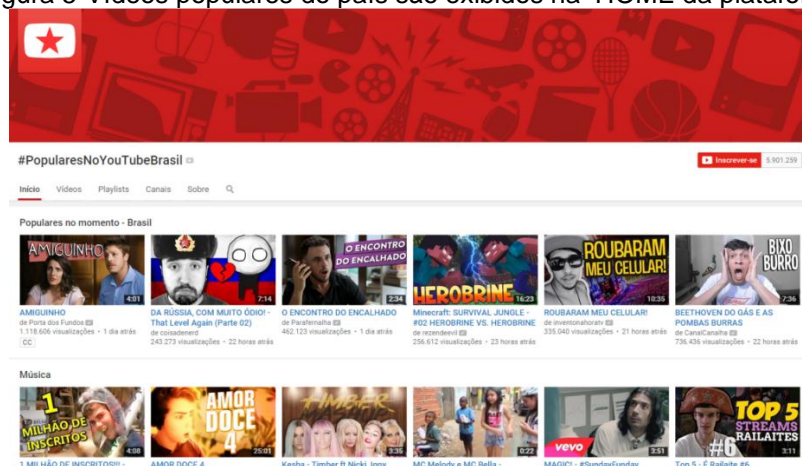 gura 6 Vídeos populares do país são exibidos na HOME da platafor
#PopularesNoYouTubeBrasil
Inscrever-se 5.901.259
Início Vídeos Playlists Canais Sobre
Populares no momento - Brasil
AMIGUINHO
4:01
7:14
O ENCONTRO
DO ENCALHADO
2:34
HEROBRINE
16:23
ROUBARAM
MEU CELULAR!
10:35
BIXO
BURRO
7:36
AMIGUINHO
de Porta dos Fundos
1.118.606 visualizações • 1 dia atrás
CC
DA RÚSSIA, COM MUITO ÓDIO! -
That Level Again (Parte 02)
de coisadenerd
243.273 visualizações • 22 horas atrás
O ENCONTRO DO ENCALHADO
de Parafernalha
462.123 visualizações • 1 dia atrás
Minecraft: SURVIVAL JUNGLE -
#02 HEROBRINE VS. HEROBRINE
de rezendeevil
256.612 visualizações • 23 horas atrás
ROUBARAM MEU CELULAR!
de inventonahoratv
335.040 visualizações • 21 horas atrás
BEETHOVEN DO GÁS E AS
POMBAS BURRAS
de CanalCanalha
736.436 visualizações • 22 horas atrás
Música
1
MILHÃO DE
INSCRITOS
4:08
AMOR
DOCE
4
25:01
TIMBER
3:35
0:22
vevo
3:51
TOP 5
STREAMS
RAILAITES
#6
3:11
1 MILHÃO DE INSCRITOS!!! -
AMOR DOCE 4
Kesha - Timber ft Nicki, Iggy,
MC Melody e MC Bella -
MAGIC! - #SundayFunday
Top 5 - É Railaite #6